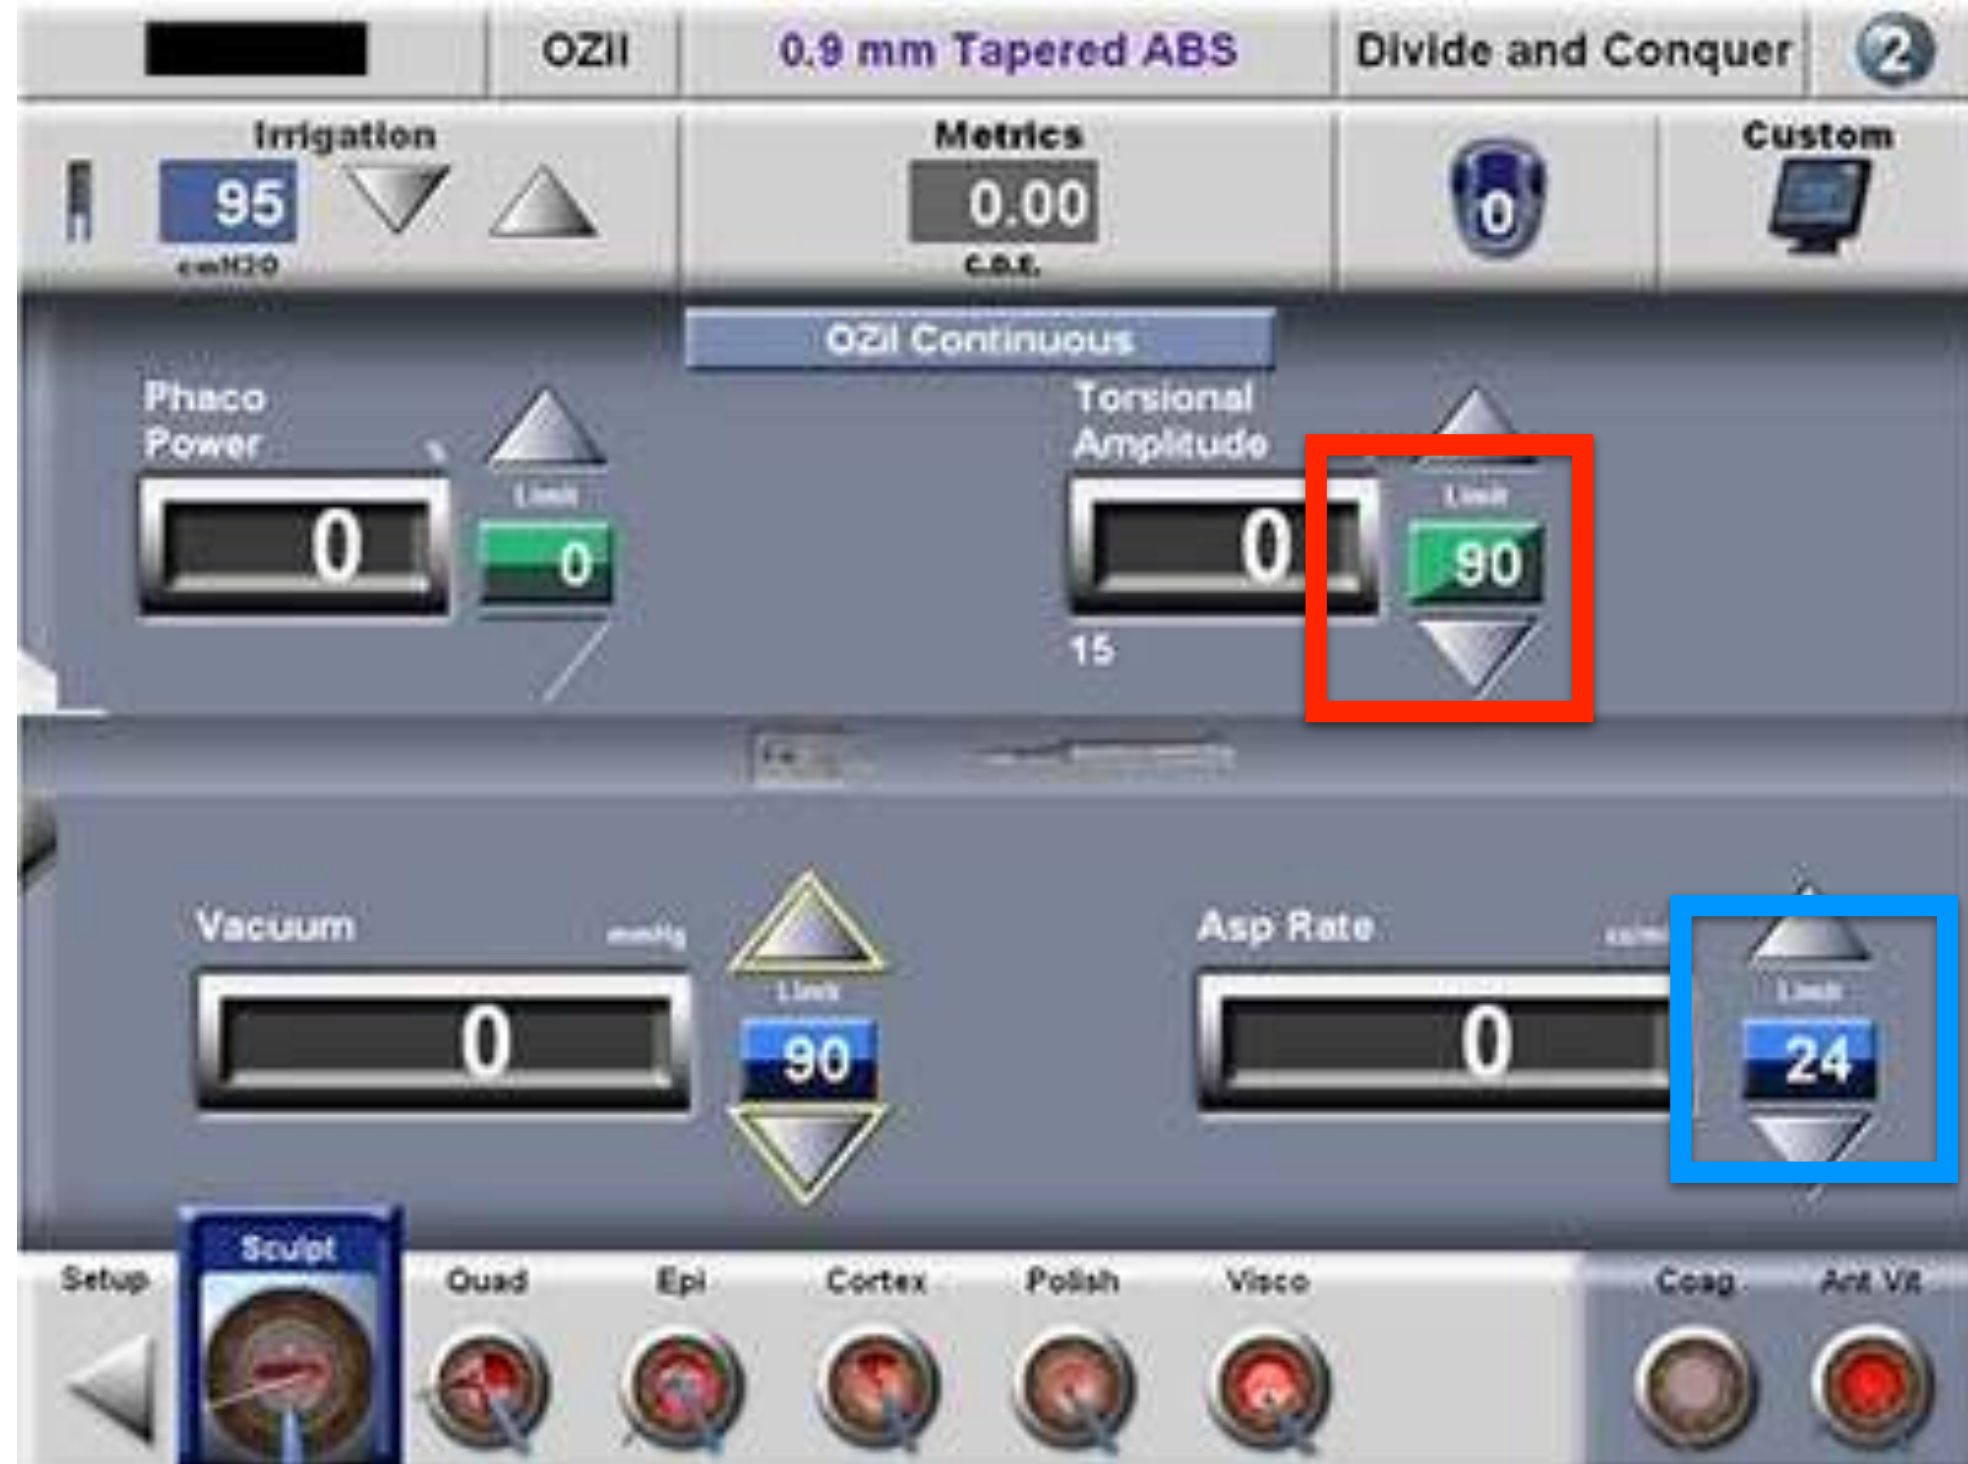 OZil
0.9 mm Tapered ABS
Divide and Conquer
2
Irrigation
Metrics
Custom
95
0.00
0
cmH2O
C.D.E.
OZil Continuous
Phaco
Power
%
Limit
0
0
Torsional
Amplitude
Limit
0
90
15
Vacuum
mmHg
Limit
0
90
Asp Rate
Limit
0
24
Sculpt
Setup
Quad
Epi
Cortex
Polish
Visco
Coag
Ant Vit